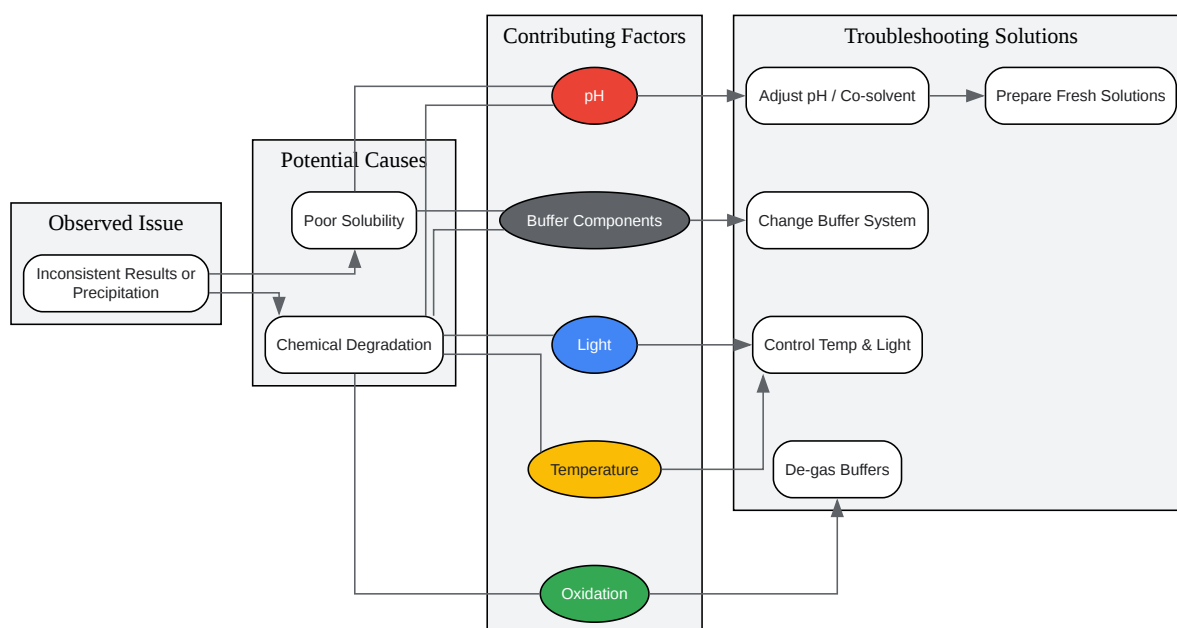 Observed Issue
Inconsistent Results or
Precipitation
Potential Causes
Poor Solubility
Chemical Degradation
Contributing Factors
pH
Buffer Components
Light
Temperature
Oxidation
Troubleshooting Solutions
Adjust pH / Co-solvent
Prepare Fresh Solutions
Change Buffer System
Control Temp & Light
De-gas Buffers